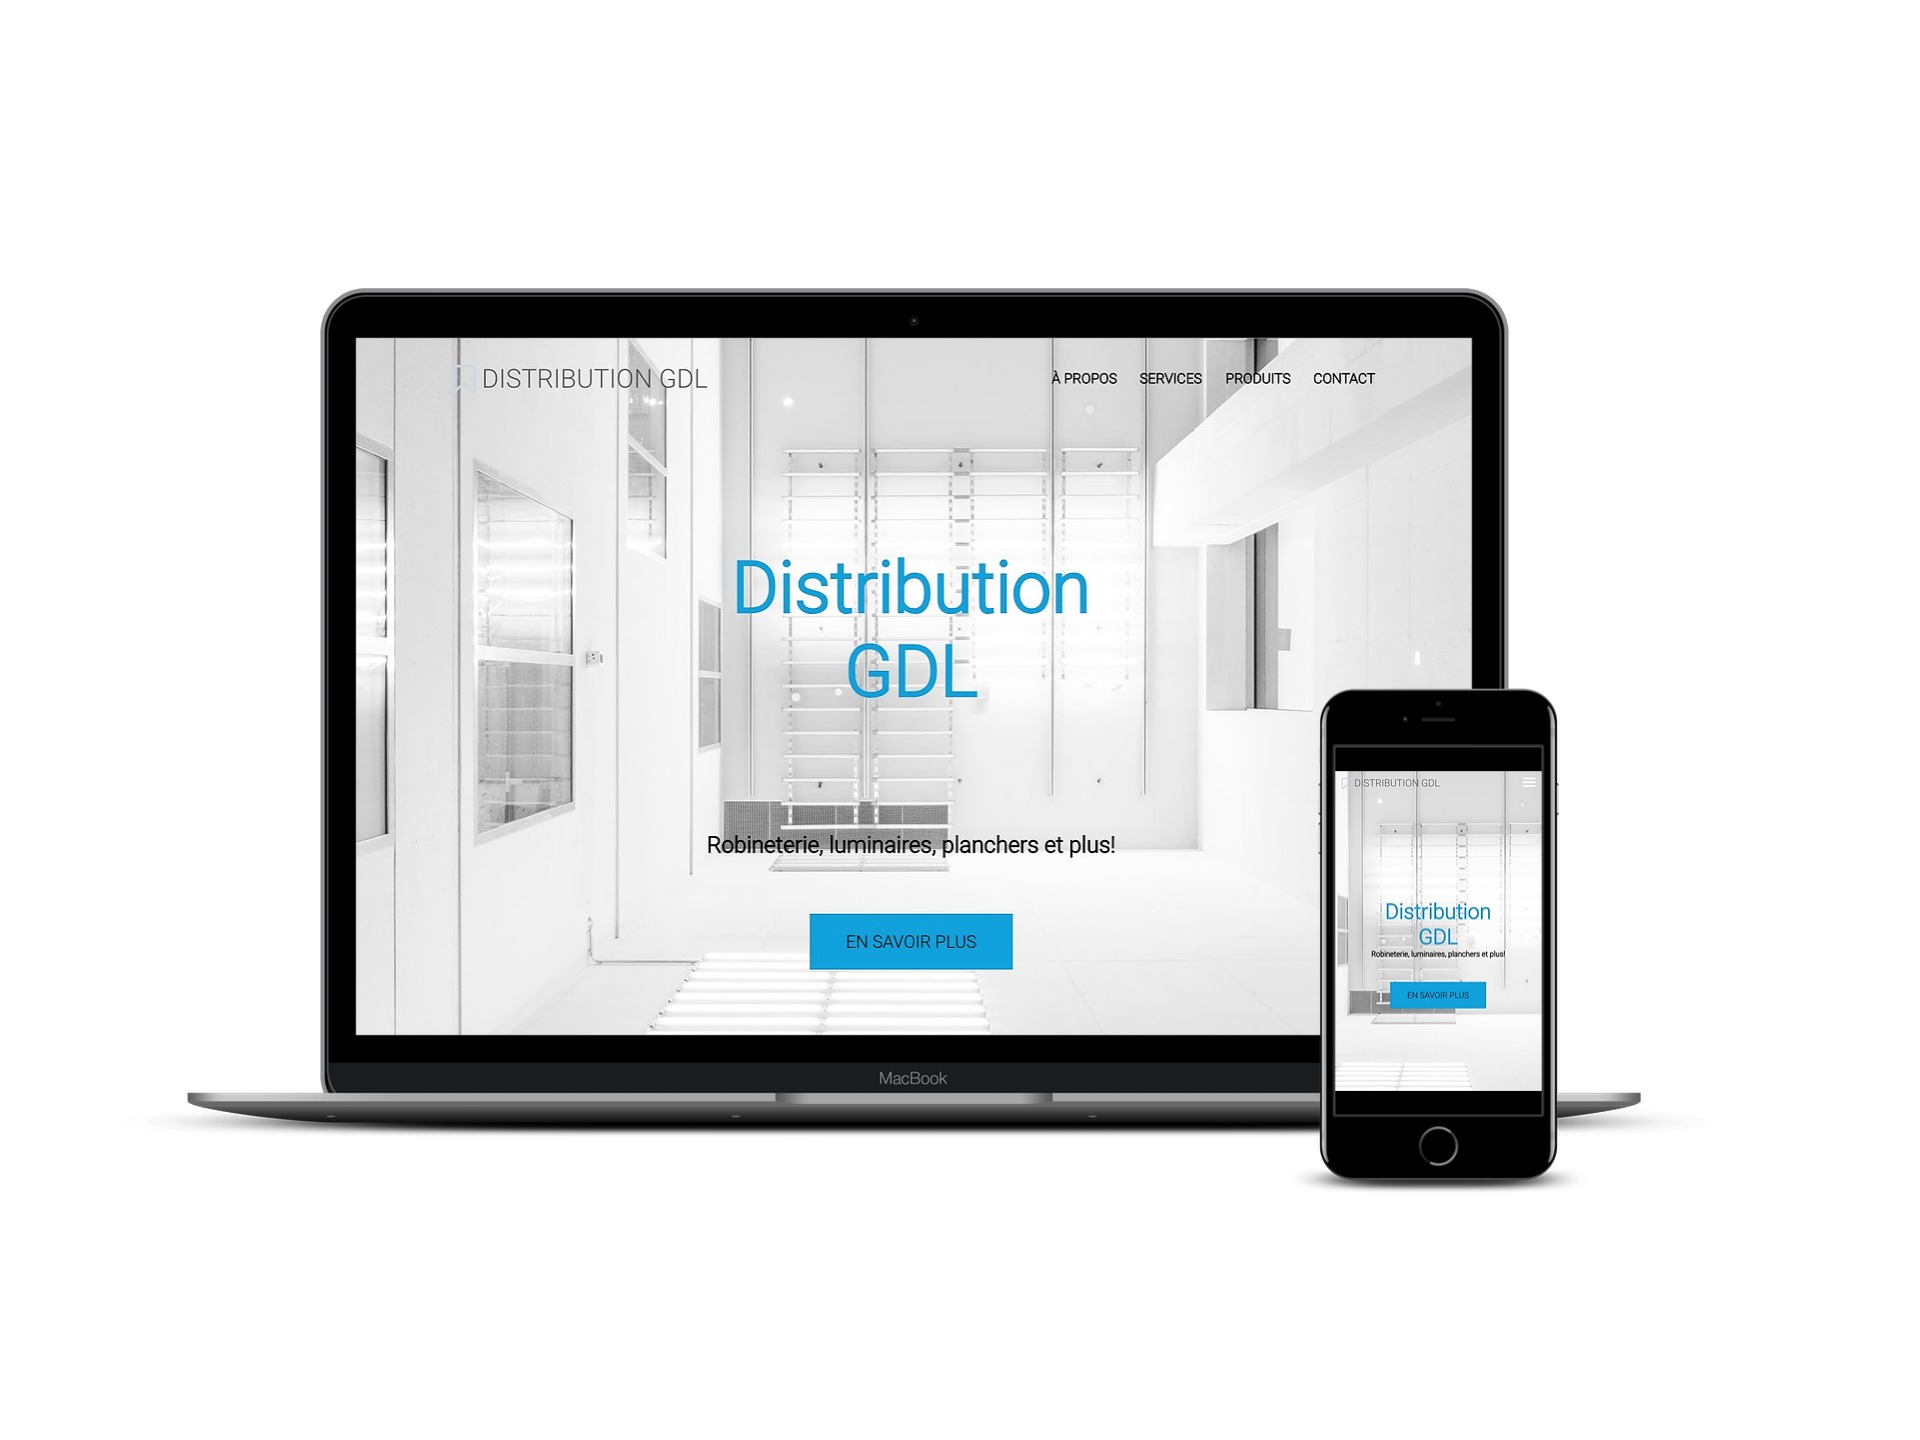 DISTRIBUTION GDL
À PROPOS SERVICES PRODUITS CONTACT
Distribution
GDL
Robineterie, luminaires, planchers et plus!
EN SAVOIR PLUS
MacBook
DISTRIBUTION GDL
Distribution
GDL
Robineterie, luminaires, planchers et plus!
EN SAVOIR PLUS